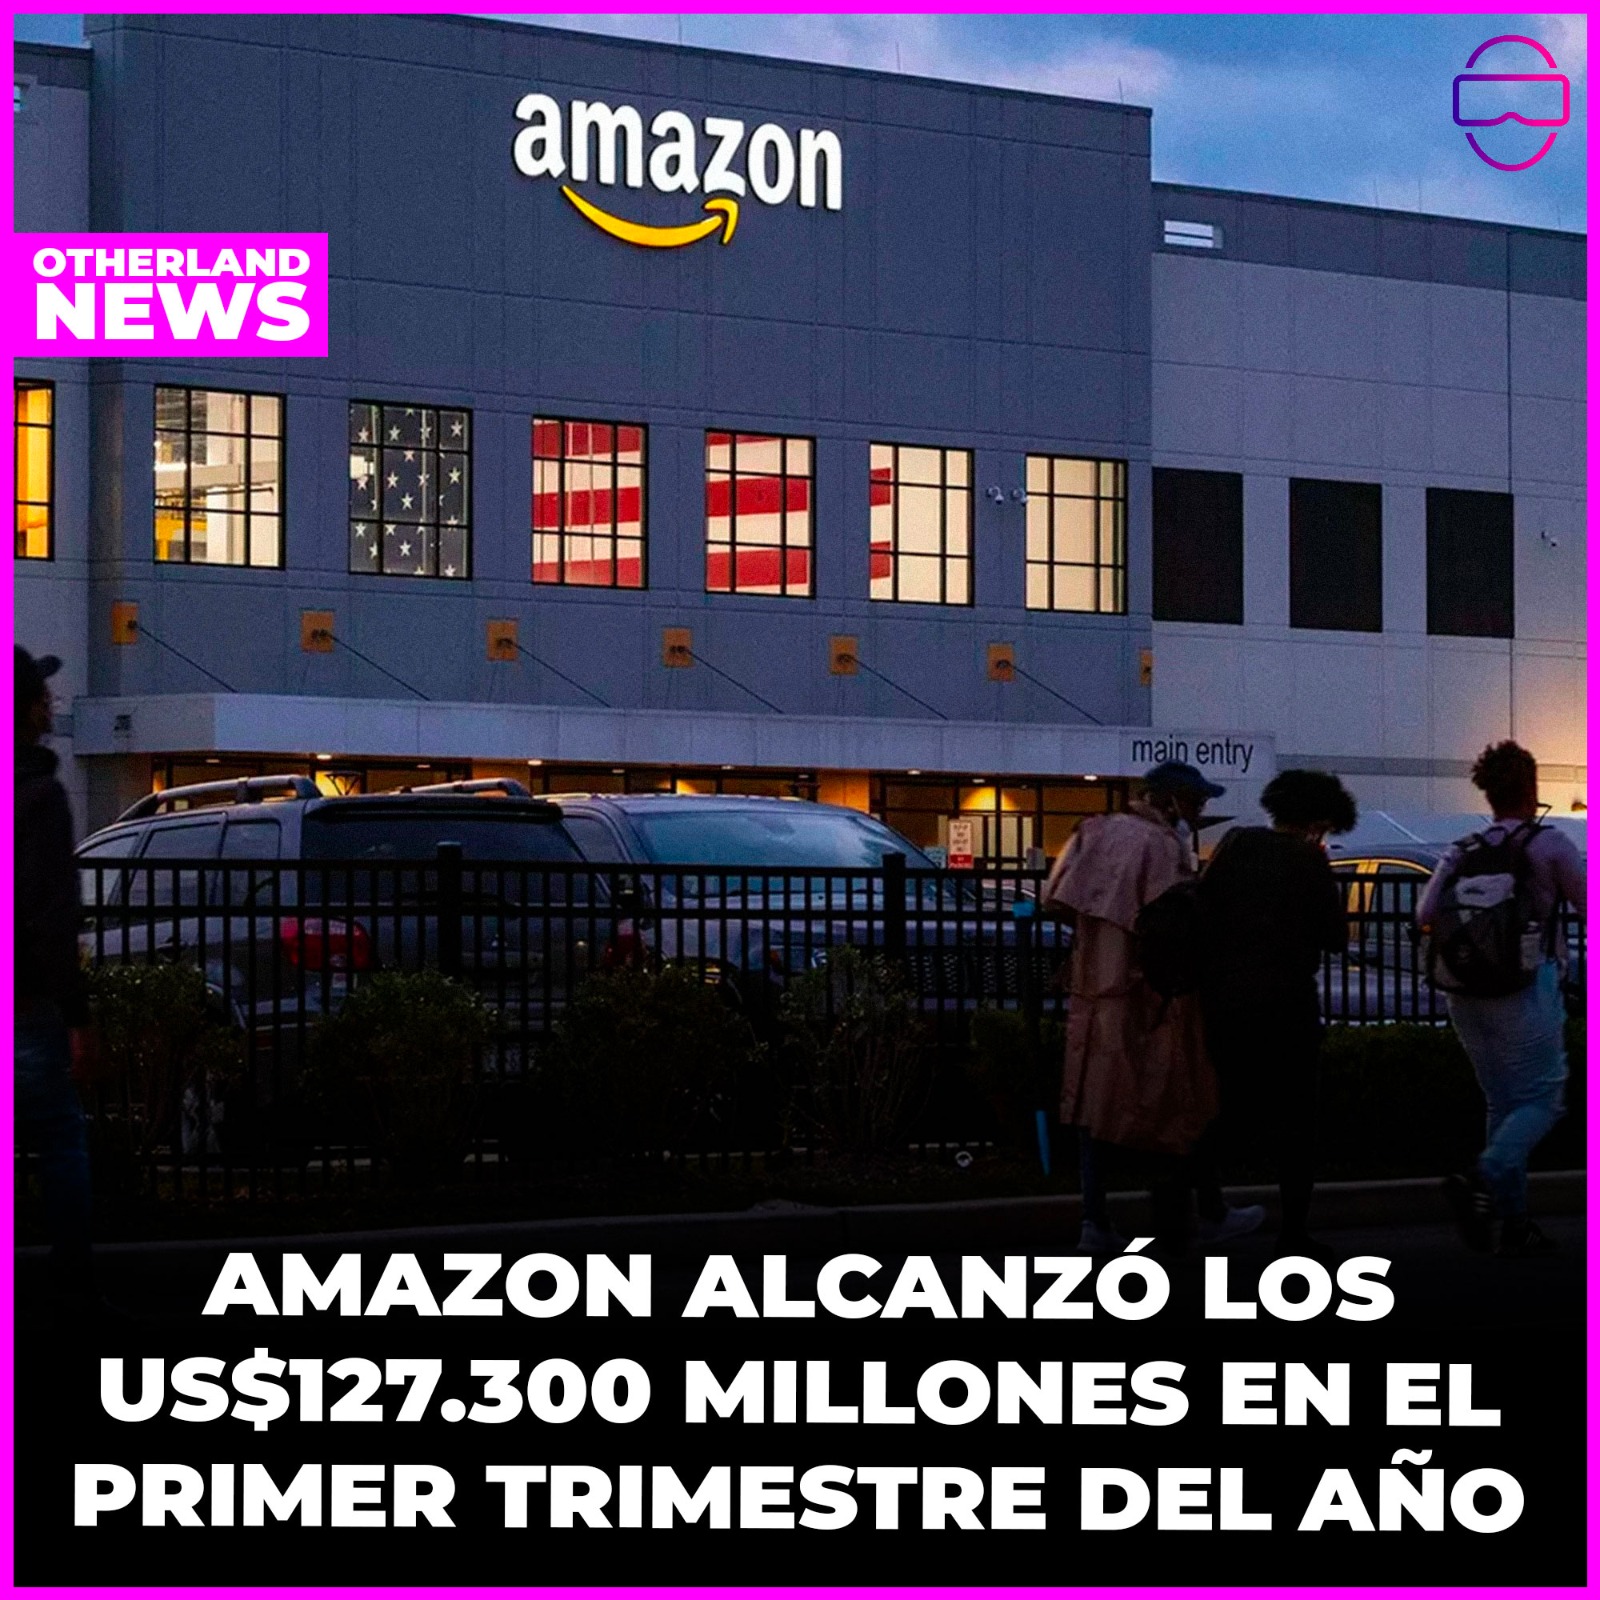 amazon
OTHERLAND
NEWS
main entry
AMAZON ALCANZÓ LOS
US$127.300 MILLONES EN EL
PRIMER TRIMESTRE DEL AÑO